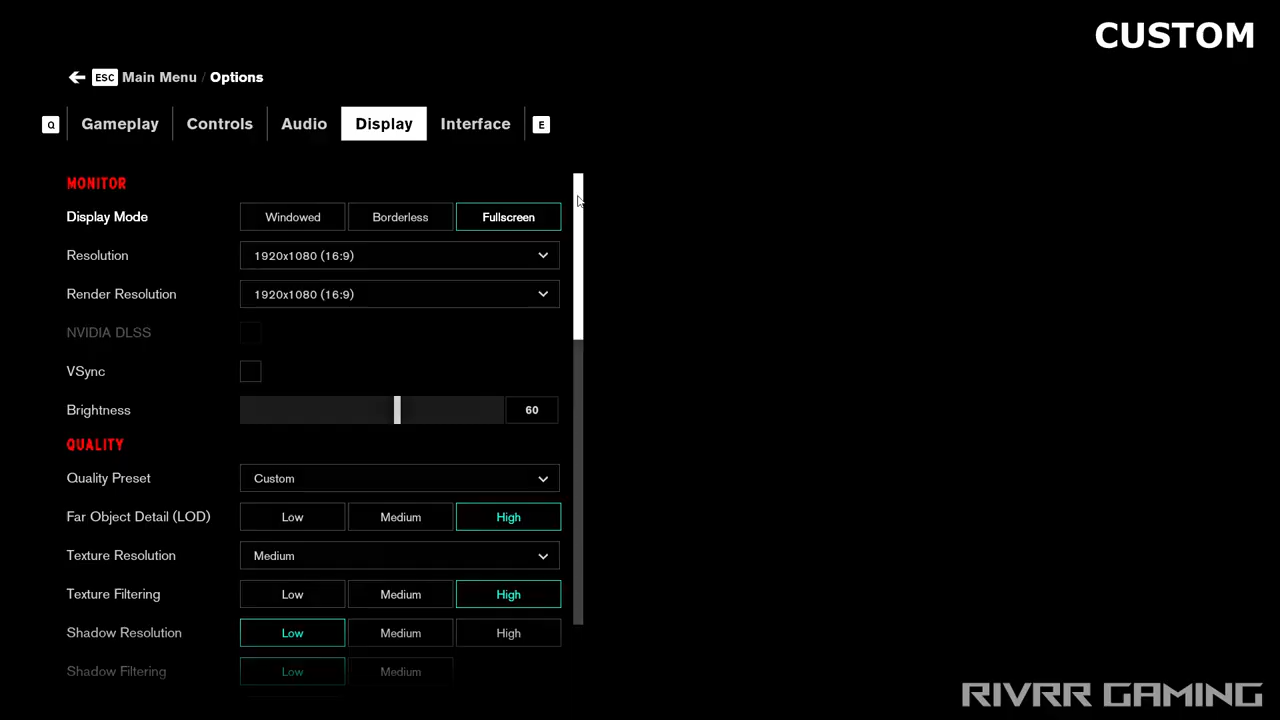 CUSTOM
ESC Main Menu / Options
Q Gameplay Controls Audio Display Interface E
MONITOR
Display Mode Windowed Borderless Fullscreen
Resolution 1920x1080 (16:9)
Render Resolution 1920x1080 (16:9)
NVIDIA DLSS
VSync
Brightness 60
QUALITY
Quality Preset Custom
Far Object Detail (LOD) Low Medium High
Texture Resolution Medium
Texture Filtering Low Medium High
Shadow Resolution Low Medium High
Shadow Filtering Low Medium
RIVRR GAMING